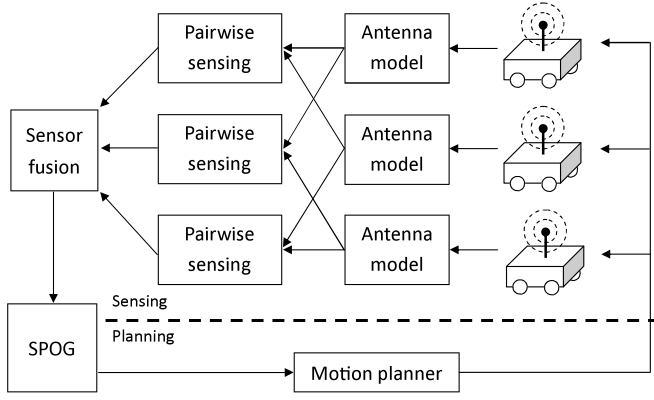 Pairwise
sensing
Antenna
model
Sensor
fusion
Pairwise
sensing
Antenna
model
Pairwise
sensing
Antenna
model
Sensing
Planning
SPOG
Motion planner